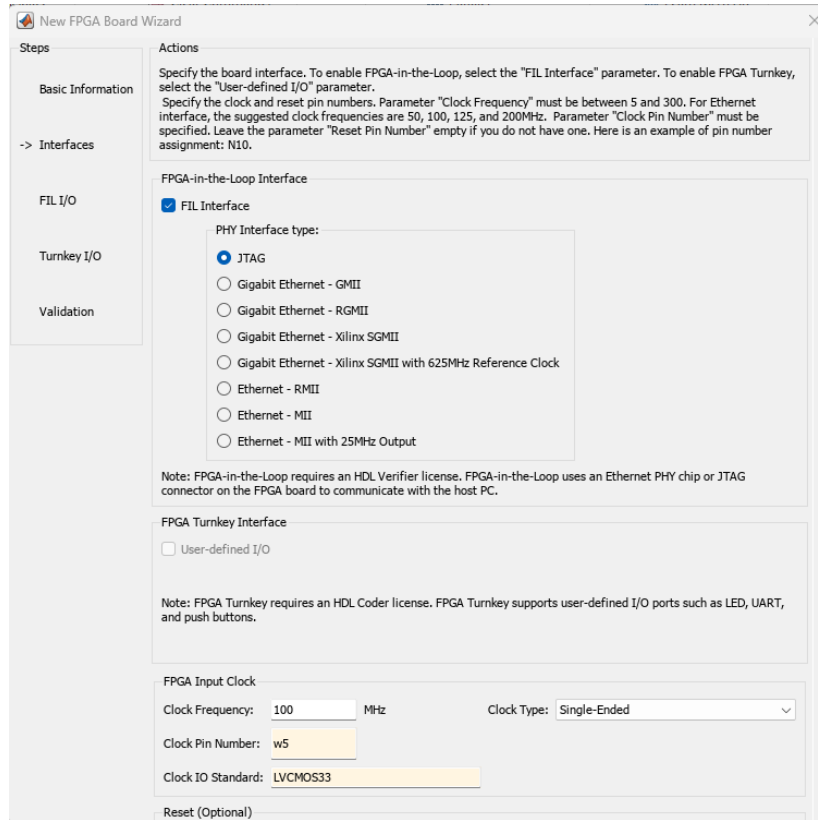 New FPGA Board Wizard
Steps
Basic Information
-> Interfaces
FIL I/O
Turnkey I/O
Validation
Actions
Specify the board interface. To enable FPGA-in-the-Loop, select the "FIL Interface" parameter. To enable FPGA Turnkey,
select the "User-defined I/O" parameter.
Specify the clock and reset pin numbers. Parameter "Clock Frequency" must be between 5 and 300. For Ethernet
interface, the suggested clock frequencies are 50, 100, 125, and 200MHz. Parameter "Clock Pin Number" must be
specified. Leave the parameter "Reset Pin Number" empty if you do not have one. Here is an example of pin number
assignment: N10.
FPGA-in-the-Loop Interface
FIL Interface
PHY Interface type:
JTAG
Gigabit Ethernet - GMII
Gigabit Ethernet - RGMII
Gigabit Ethernet - Xilinx SGMII
Gigabit Ethernet - Xilinx SGMII with 625MHz Reference Clock
Ethernet - RMII
Ethernet - MII
Ethernet - MII with 25MHz Output
Note: FPGA-in-the-Loop requires an HDL Verifier license. FPGA-in-the-Loop uses an Ethernet PHY chip or JTAG
connector on the FPGA board to communicate with the host PC.
FPGA Turnkey Interface
User-defined I/O
Note: FPGA Turnkey requires an HDL Coder license. FPGA Turnkey supports user-defined I/O ports such as LED, UART,
and push buttons.
FPGA Input Clock
Clock Frequency: 100 MHz Clock Type: Single-Ended
Clock Pin Number: w5
Clock IO Standard: LVCMOS33
Reset (Optional)